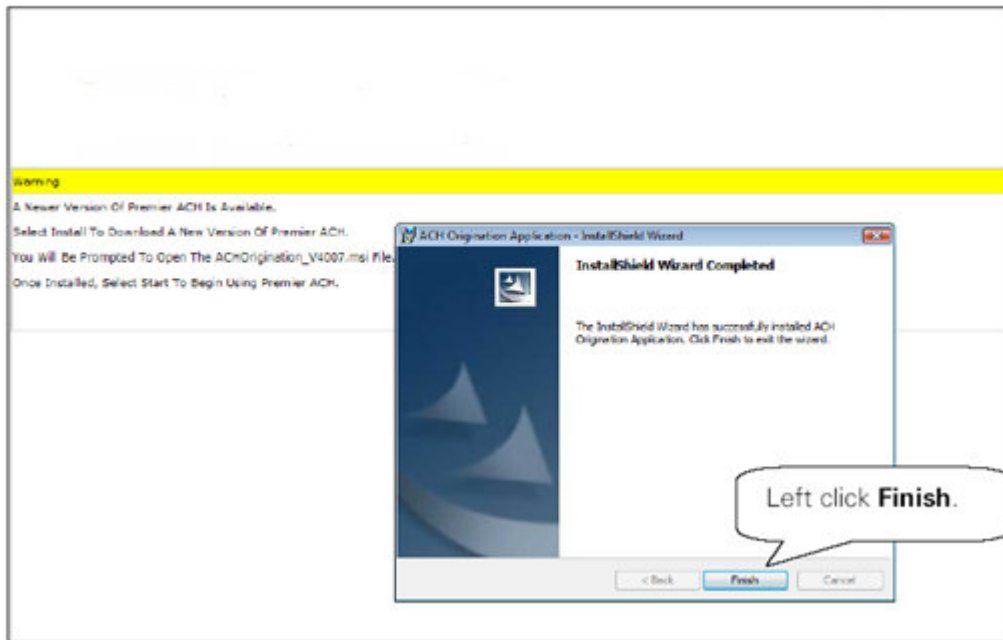 Warning
A Newer Version Of Premier ACH Is Available.
Select Install To Download A New Version Of Premier ACH.
You Will Be Prompted To Open The ACHOrigination_V4007.msi File.
Once Installed, Select Start To Begin Using Premier ACH.
ACH Origination Application - InstallShield Wizard
InstallShield Wizard Completed
The InstallShield Wizard has successfully installed ACH
Origination Application. Click Finish to exit the wizard.
Left click Finish.
< Back Finish Cancel